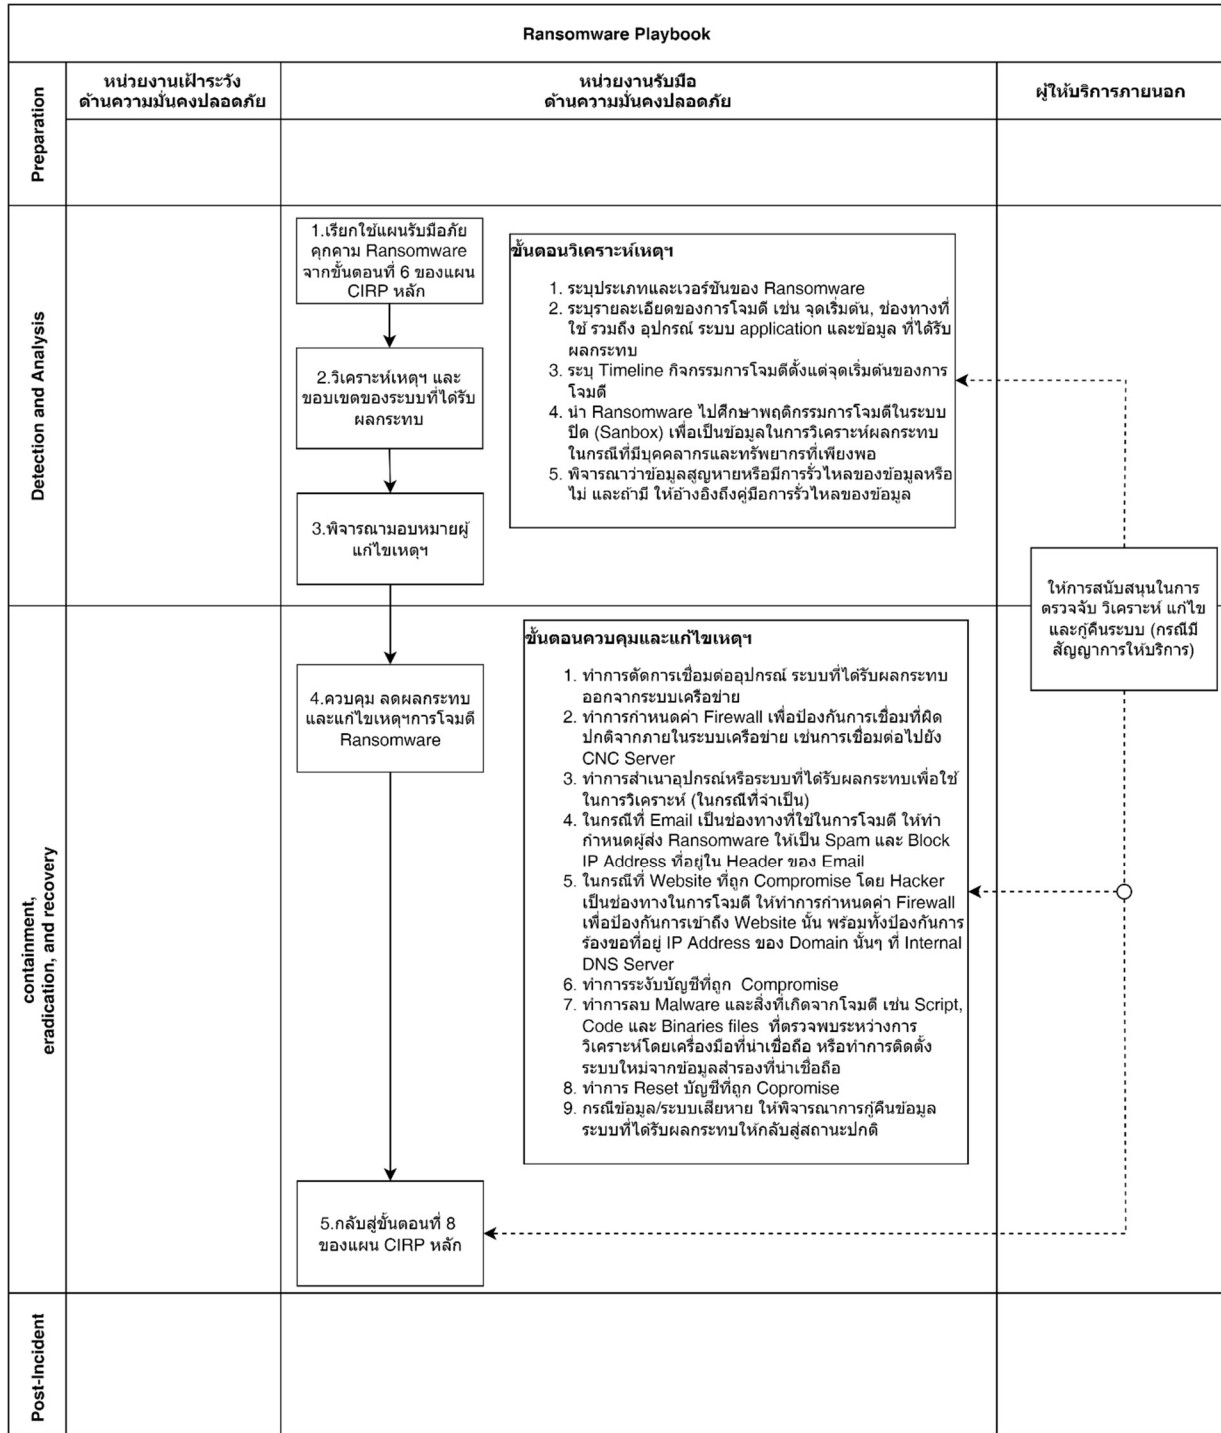 Ransomware Playbook
Preparation
หน่วยงานเฝ้าระวัง
ด้านความมั่นคงปลอดภัย
หน่วยงานรับมือ
ด้านความมั่นคงปลอดภัย
ผู้ให้บริการภายนอก
Detection and Analysis
1.เรียกใช้แผนรับมือภัย
คุกคาม Ransomware
จากขั้นตอนที่ 6 ของแผน
CIRP หลัก
2.วิเคราะห์เหตุฯ และ
ขอบเขตของระบบที่ได้รับ
ผลกระทบ
3.พิจารณามอบหมายผู้
แก้ไขเหตุฯ
ขั้นตอนวิเคราะห์เหตุฯ
1. ระบุประเภทและเวอร์ชันของ Ransomware
2. ระบุรายละเอียดของการโจมตี เช่น จุดเริ่มต้น, ช่องทางที่
ใช้ รวมถึง อุปกรณ์ ระบบ application และข้อมูล ที่ได้รับ
ผลกระทบ
3. ระบุ Timeline กิจกรรมการโจมตีตั้งแต่จุดเริ่มต้นของการ
โจมตี
4. นำ Ransomware ไปศึกษาพฤติกรรมการโจมตีในระบบ
ปิด (Sanbox) เพื่อเป็นข้อมูลในการวิเคราะห์ผลกระทบ
ในกรณีที่มีบุคคลากรและทรัพยากรที่เพียงพอ
5. พิจารณาว่าข้อมูลสูญหายหรือมีการรั่วไหลของข้อมูลหรือ
ไม่ และถ้ามี ให้อ้างอิงถึงคู่มือการรั่วไหลของข้อมูล
ให้การสนับสนุนในการ
ตรวจจับ วิเคราะห์ แก้ไข
และกู้คืนระบบ (กรณีมี
สัญญาการให้บริการ)
containment,
eradication, and recovery
4.ควบคุม ลดผลกระทบ
และแก้ไขเหตุฯการโจมตี
Ransomware
ขั้นตอนควบคุมและแก้ไขเหตุฯ
1. ทำการตัดการเชื่อมต่ออุปกรณ์ ระบบที่ได้รับผลกระทบ
ออกจากระบบเครือข่าย
2. ทำการกำหนดค่า Firewall เพื่อป้องกันการเชื่อมที่ผิด
ปกติจากภายในระบบเครือข่าย เช่นการเชื่อมต่อไปยัง
CNC Server
3. ทำการสำเนาอุปกรณ์หรือระบบที่ได้รับผลกระทบเพื่อใช้
ในการวิเคราะห์ (ในกรณีที่จำเป็น)
4. ในกรณีที่ Email เป็นช่องทางที่ใช้ในการโจมตี ให้ทำ
กำหนดผู้ส่ง Ransomware ให้เป็น Spam และ Block
IP Address ที่อยู่ใน Header ของ Email
5. ในกรณีที่ Website ที่ถูก Compromise โดย Hacker
เป็นช่องทางในการโจมตี ให้ทำการกำหนดค่า Firewall
เพื่อป้องกันการเข้าถึง Website นั้น พร้อมทั้งป้องกันการ
ร้องขอที่อยู่ IP Address ของ Domain นั้นๆ ที่ Internal
DNS Server
6. ทำการระงับบัญชีที่ถูก Compromise
7. ทำการลบ Malware และสิ่งที่เกิดจากโจมตี เช่น Script,
Code และ Binaries files ที่ตรวจพบระหว่างการ
วิเคราะห์โดยเครื่องมือที่น่าเชื่อถือ หรือทำการติดตั้ง
ระบบใหม่จากข้อมูลสำรองที่น่าเชื่อถือ
8. ทำการ Reset บัญชีที่ถูก Copromise
9. กรณีข้อมูล/ระบบเสียหาย ให้พิจารณาการกู้คืนข้อมูล
ระบบที่ได้รับผลกระทบให้กลับสู่สถานะปกติ
5.กลับสู่ขั้นตอนที่ 8
ของแผน CIRP หลัก
Post-Incident